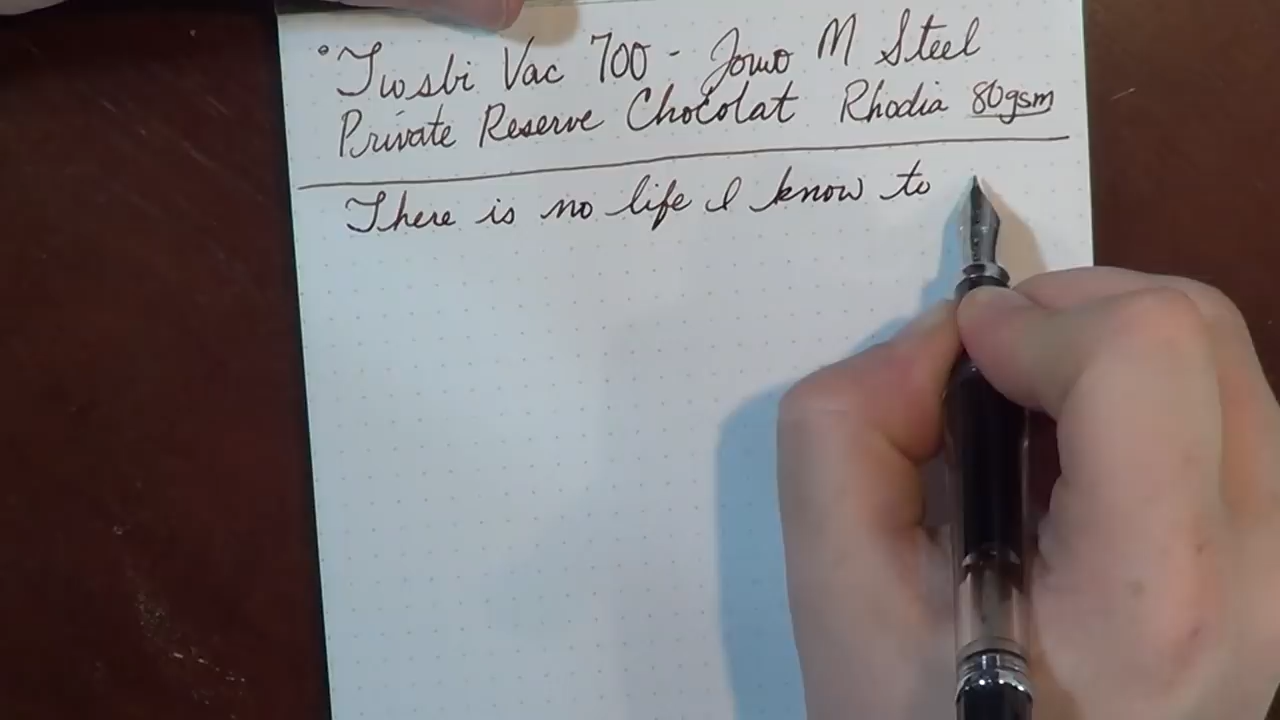 °Twsbi Vac 700 - Jowo M Steel
Private Reserve Chocolat Rhodia 80gsm
There is no life I know to